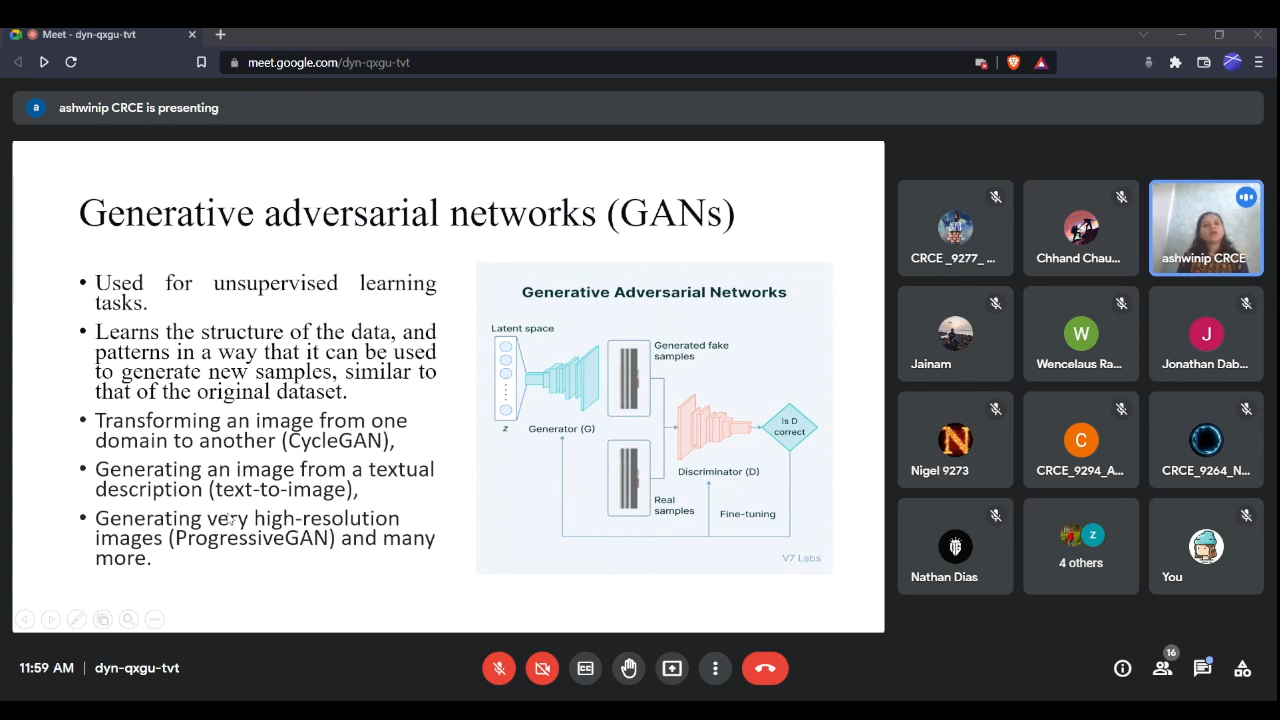 Meet - dyn-qxgu-tvt
meet.google.com/dyn-qxgu-tvt
a
ashwinip CRCE is presenting
Generative adversarial networks (GANs)
• Used for unsupervised learning
tasks.
• Learns the structure of the data, and
patterns in a way that it can be used
to generate new samples, similar to
that of the original dataset.
• Transforming an image from one
domain to another (CycleGAN),
• Generating an image from a textual
description (text-to-image),
• Generating very high-resolution
images (ProgressiveGAN) and many
more.
Generative Adversarial Networks
Latent space
z
Generator (G)
Generated fake
samples
Real
samples
Discriminator (D)
Is D
correct
Fine-tuning
V7 Labs
CRCE _9277_ ...
Chhand Chau...
ashwinip CRCE
Jainam
W
Wencelaus Ra...
J
Jonathan Dab...
N
Nigel 9273
C
CRCE_9294_A...
CRCE_9264_N...
Nathan Dias
z
4 others
You
11:59 AM
dyn-qxgu-tvt
16